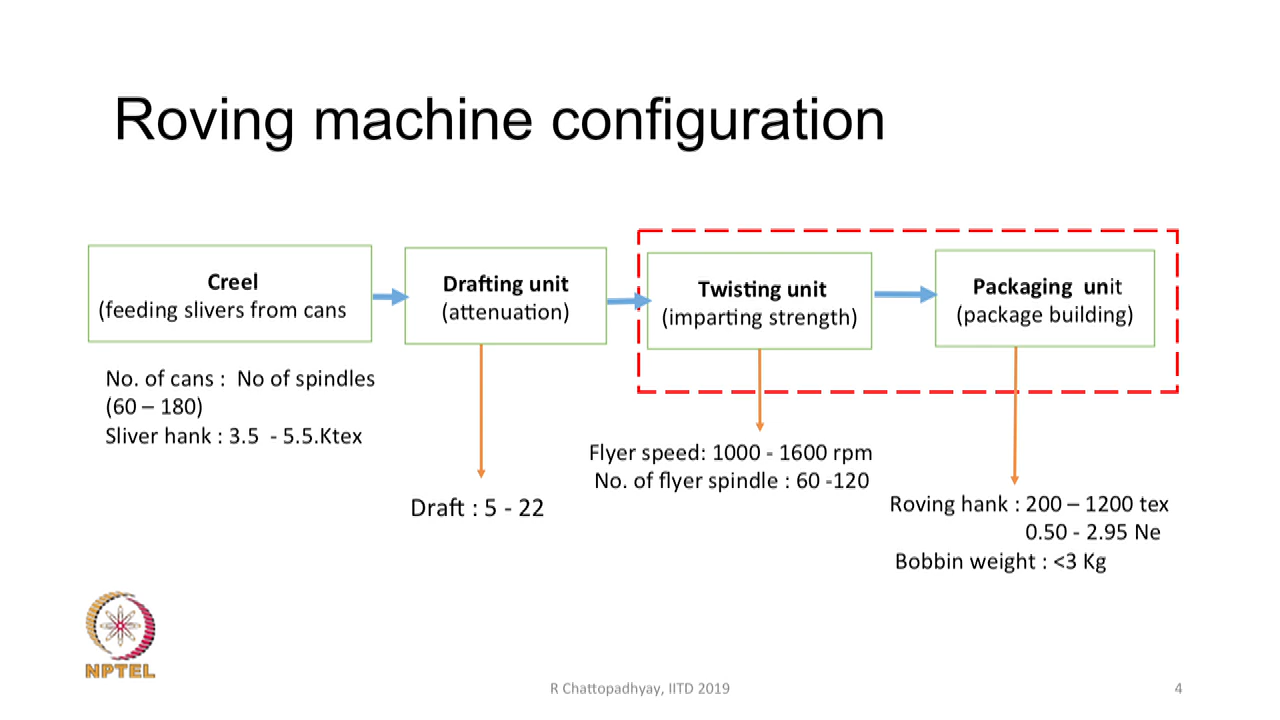 Roving machine configuration
Creel
(feeding slivers from cans
Drafting unit
(attenuation)
Twisting unit
(imparting strength)
Packaging unit
(package building)
No. of cans : No of spindles
(60 – 180)
Sliver hank : 3.5 - 5.5.Ktex
Draft : 5 - 22
Flyer speed: 1000 - 1600 rpm
No. of flyer spindle : 60 -120
Roving hank : 200 – 1200 tex
0.50 - 2.95 Ne
Bobbin weight : <3 Kg
NPTEL
R Chattopadhyay, IITD 2019
4